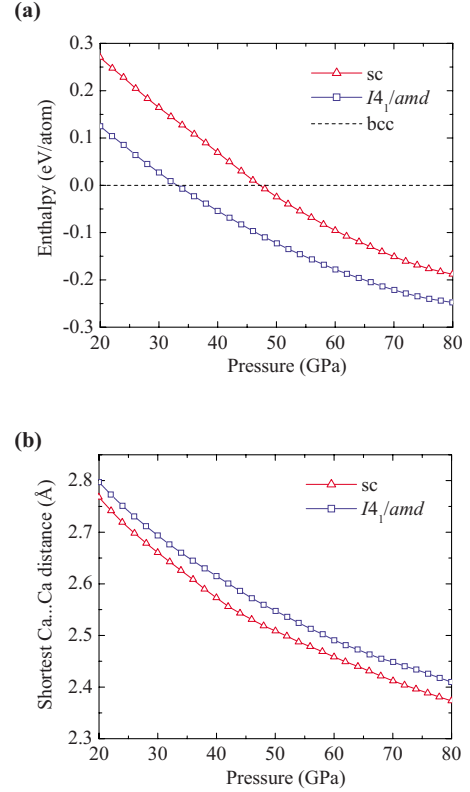 (a)
0.3
0.2
0.1
0.0
-0.1
-0.2
-0.3
Enthalpy (eV/atom)
sc
I4₁/amd
bcc
20 30 40 50 60 70 80
Pressure (GPa)
(b)
2.8
2.7
2.6
2.5
2.4
2.3
Shortest Ca...Ca distance (Å)
sc
I4₁/amd
20 30 40 50 60 70 80
Pressure (GPa)